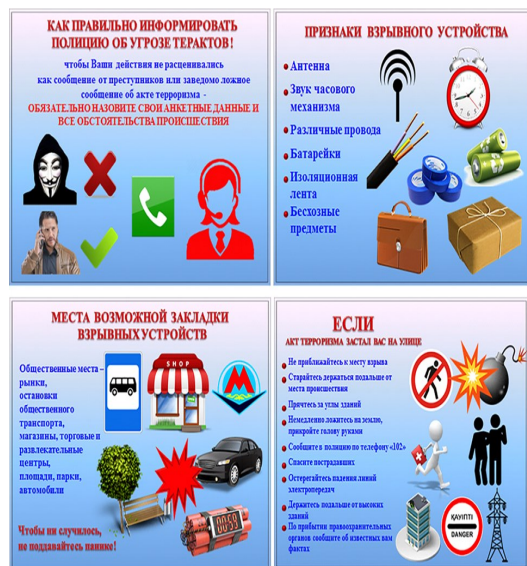 КАК ПРАВИЛЬНО ИНФОРМИРОВАТЬ
ПОЛИЦИЮ ОБ УГРОЗЕ ТЕРАКТОВ!
чтобы Ваши действия не расценивались
как сообщение от преступников или заведомо ложное
сообщение об акте терроризма -
ОБЯЗАТЕЛЬНО НАЗОВИТЕ СВОИ АНКЕТНЫЕ ДАННЫЕ И
ВСЕ ОБСТОЯТЕЛЬСТВА ПРОИСШЕСТВИЯ
ПРИЗНАКИ ВЗРЫВНОГО УСТРОЙСТВА
Антенна
Звук часового
механизма
Различные провода
Батарейки
Изоляционная
лента
Бесхозные
предметы
МЕСТА ВОЗМОЖНОЙ ЗАКЛАДКИ
ВЗРЫВНЫХ УСТРОЙСТВ
Общественные места –
рынки,
остановки
общественного
транспорта,
магазины, торговые и
развлекательные
центры,
площади, парки,
автомобили
SHOP
М
00:59
Чтобы ни случилось,
не поддавайтесь панике!
ЕСЛИ
АКТ ТЕРРОРИЗМА ЗАСТАЛ ВАС НА УЛИЦЕ
Не приближайтесь к месту взрыва
Старайтесь держаться подальше от
места происшествия
Прячтесь за углы зданий
Немедленно ложитесь на землю,
прикройте голову руками
Сообщите в полицию по телефону «102»
Спасите пострадавших
Остерегайтесь падения линий
электропередач
Держитесь подальше от высоких
зданий
По прибытии правоохранительных
органов сообщите об известных вам
фактах
ҚАУІПТІ
DANGER